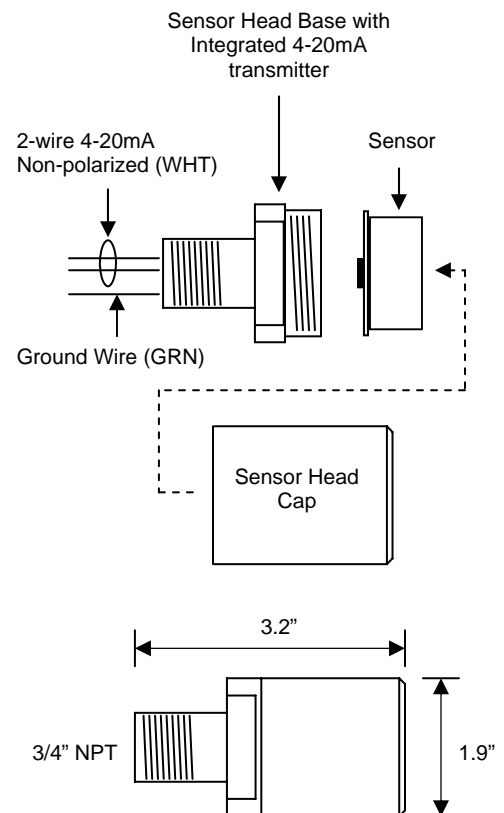 Sensor Head Base with
Integrated 4-20mA
transmitter
2-wire 4-20mA
Non-polarized (WHT)
Sensor
Ground Wire (GRN)
Sensor Head
Cap
3.2”
3/4” NPT
1.9”